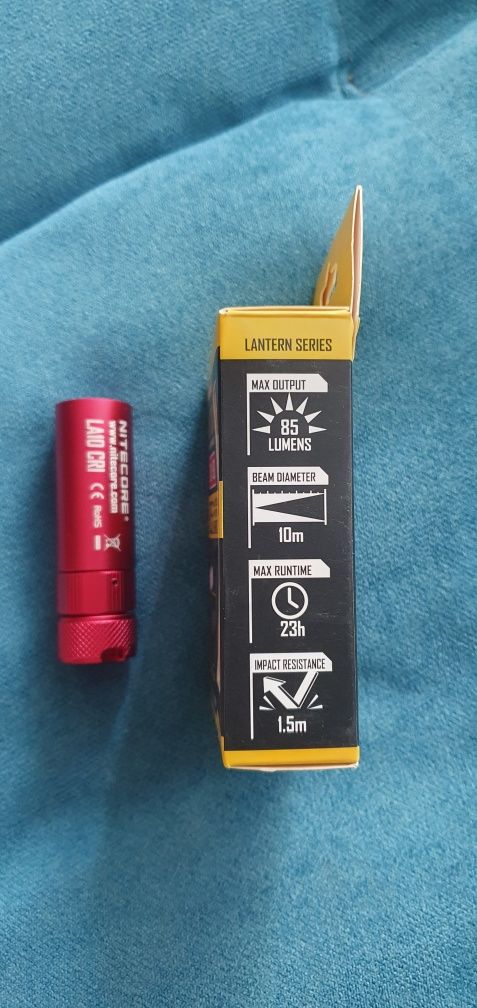 NITECORE®
www.nitecore.com
LA10 CRI
CE RoHS
LANTERN SERIES
MAX OUTPUT
85
LUMENS
BEAM DIAMETER
10m
MAX RUNTIME
23h
IMPACT RESISTANCE
1.5m